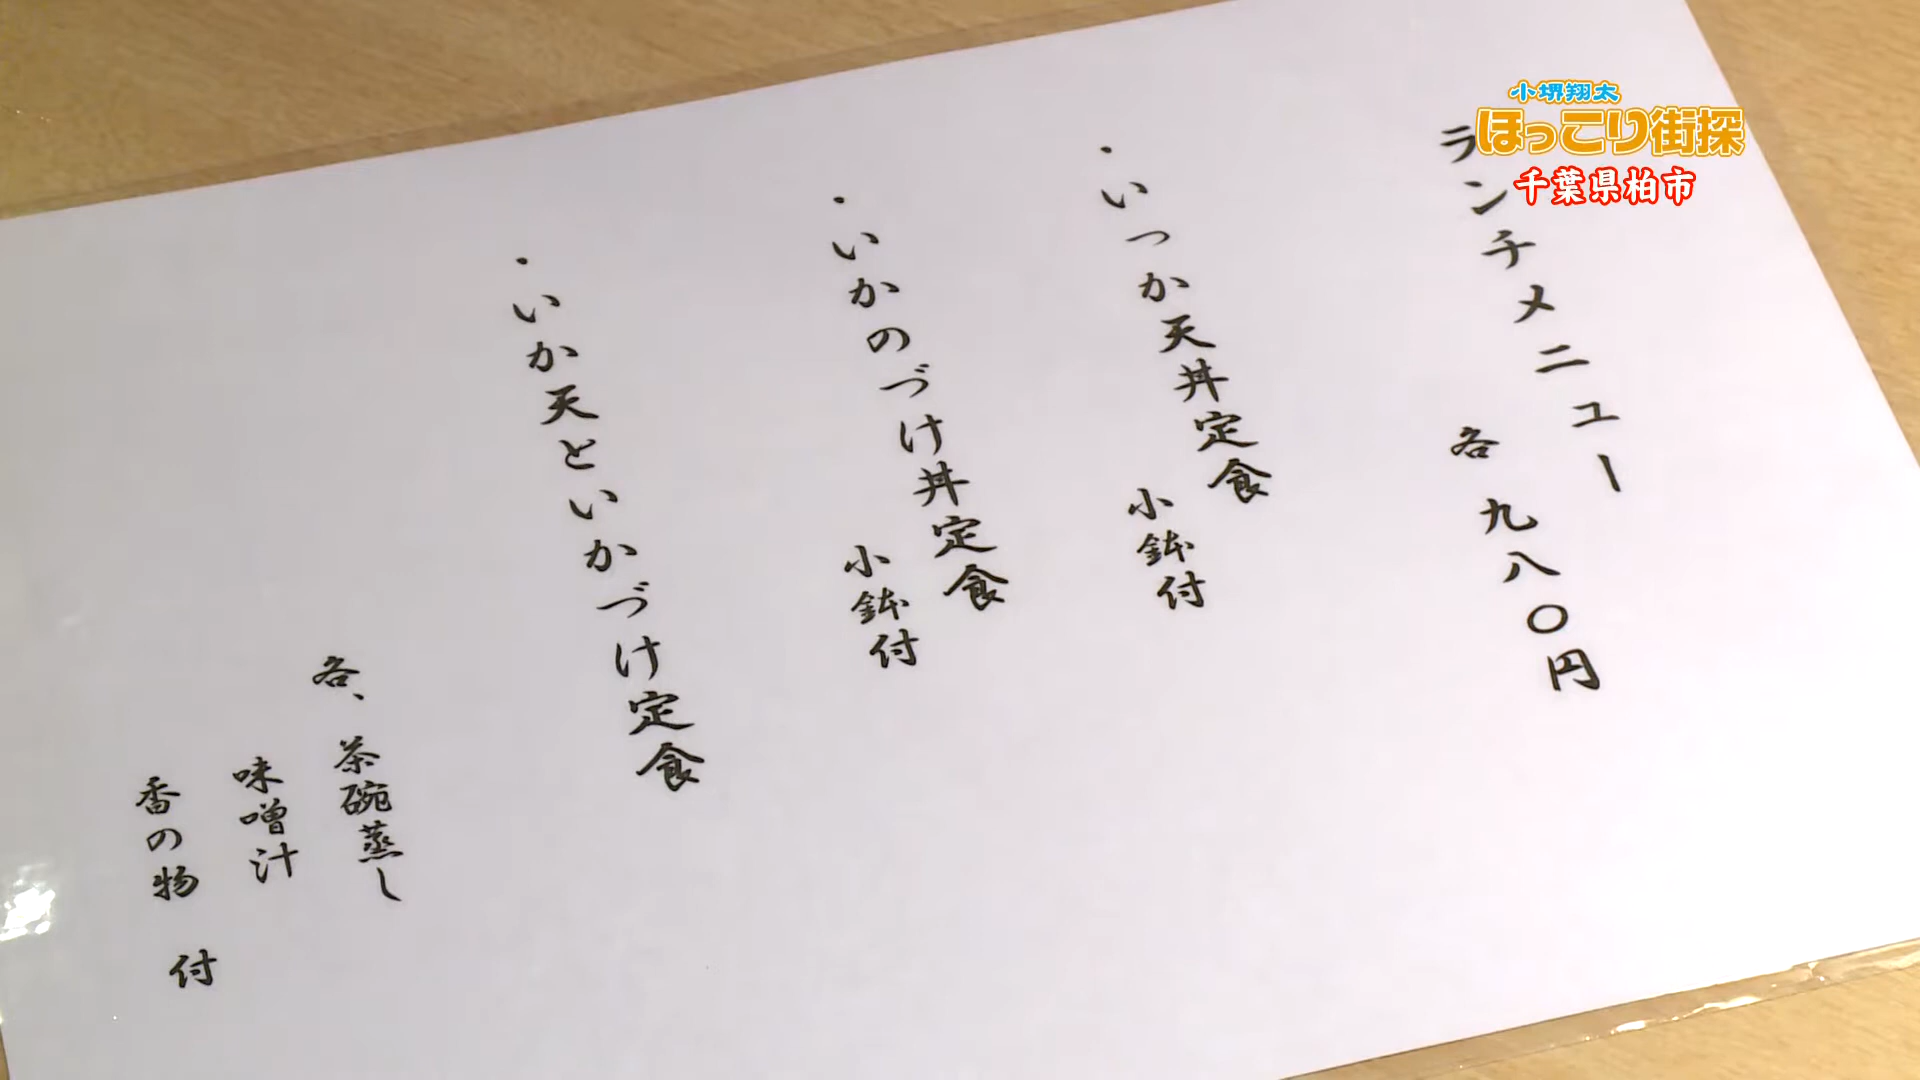 小堺翔太
ほっこり街探
千葉県柏市
ランチメニュー
各 九八〇円
・いっか天丼定食
小鉢付
・いかのづけ丼定食
小鉢付
・いか天といかづけ定食
各、茶碗蒸し
味噌汁
香の物 付